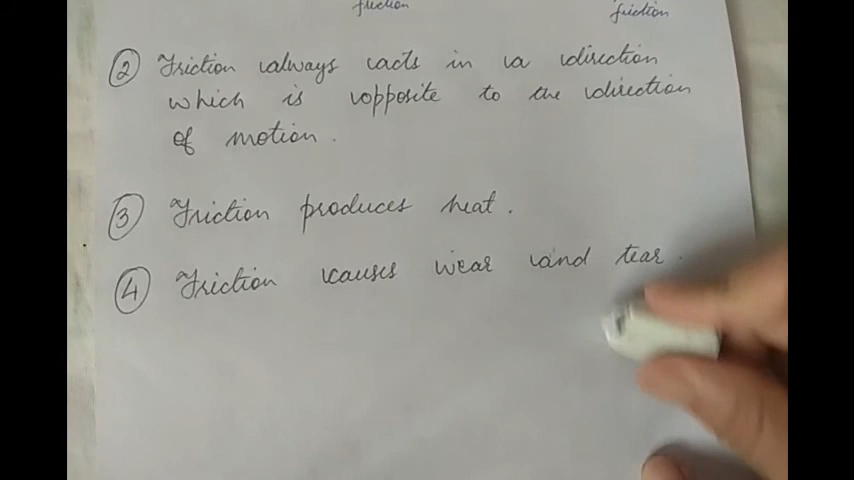 friction friction
② Friction always acts in a direction
which is opposite to the direction
of motion.
③ Friction produces heat.
④ Friction causes wear and tear.